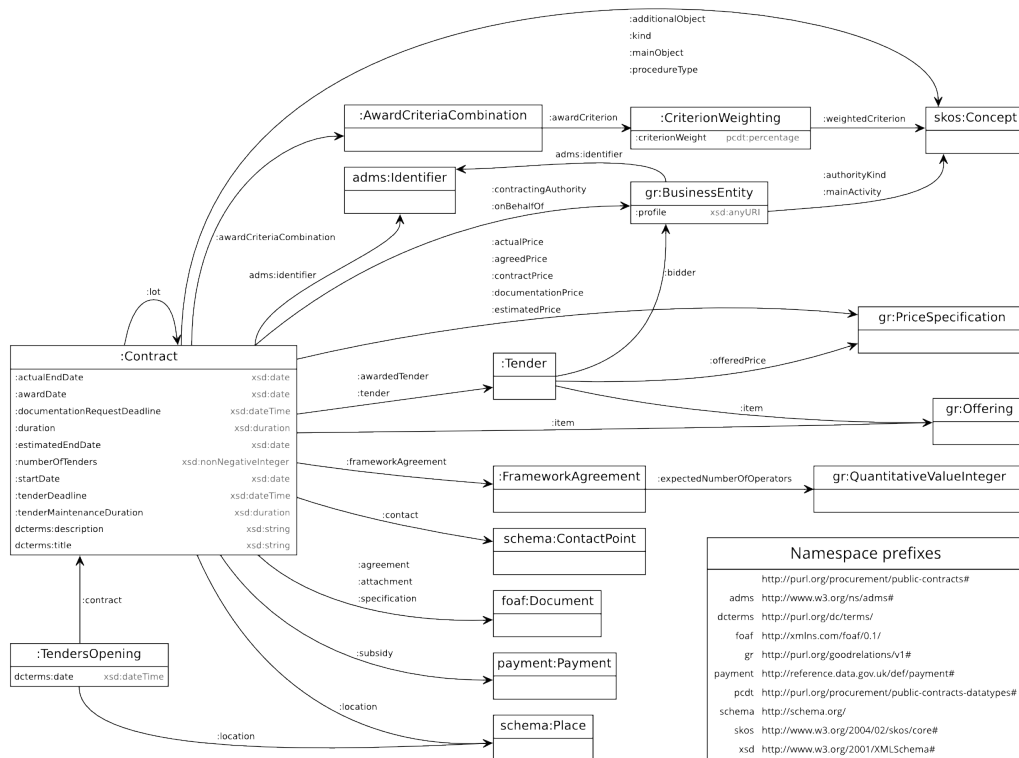 :additionalObject
:kind
:mainObject
:procedureType
:AwardCriteriaCombination
:awardCriterion
:CriterionWeighting
:criterionWeight pcdt:percentage
:weightedCriterion
skos:Concept
adms:identifier
adms:Identifier
:contractingAuthority
:onBehalfOf
gr:BusinessEntity
:profile xsd:anyURI
:authorityKind
:mainActivity
:awardCriteriaCombination
adms:identifier
:actualPrice
:agreedPrice
:contractPrice
:documentationPrice
:estimatedPrice
:bidder
:lot
gr:PriceSpecification
:Contract
:actualEndDate xsd:date
:awardDate xsd:date
:documentationRequestDeadline xsd:dateTime
:duration xsd:duration
:estimatedEndDate xsd:date
:numberOfTenders xsd:nonNegativeInteger
:startDate xsd:date
:tenderDeadline xsd:dateTime
:tenderMaintenanceDuration xsd:duration
dcterms:description xsd:string
dcterms:title xsd:string
:awardedTender
:tender
:Tender
:offeredPrice
:item
:item
gr:Offering
:frameworkAgreement
:FrameworkAgreement
:expectedNumberOfOperators
gr:QuantitativeValueInteger
:contact
schema:ContactPoint
:agreement
:attachment
:specification
foaf:Document
:contract
:TendersOpening
dcterms:date xsd:dateTime
:subsidy
payment:Payment
:location
:location
schema:Place
Namespace prefixes
http://purl.org/procurement/public-contracts#
adms http://www.w3.org/ns/adms#
dcterms http://purl.org/dc/terms/
foaf http://xmlns.com/foaf/0.1/
gr http://purl.org/goodrelations/v1#
payment http://reference.data.gov.uk/def/payment#
pcdt http://purl.org/procurement/public-contracts-datatypes#
schema http://schema.org/
skos http://www.w3.org/2004/02/skos/core#
xsd http://www.w3.org/2001/XMLSchema#